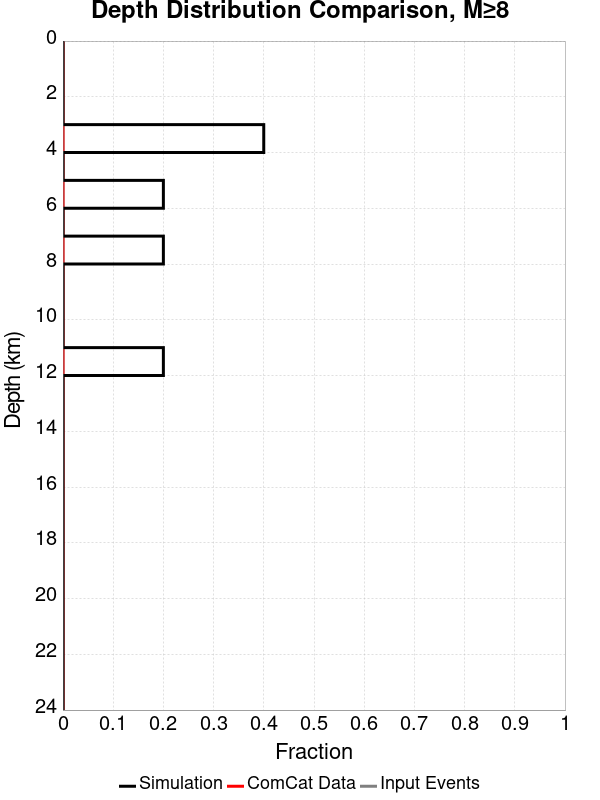 Depth Distribution Comparison, M≥8
0
2
4
6
8
10
12
14
16
18
20
22
24
Depth (km)
0 0.1 0.2 0.3 0.4 0.5 0.6 0.7 0.8 0.9 1
Fraction
Simulation ComCat Data Input Events